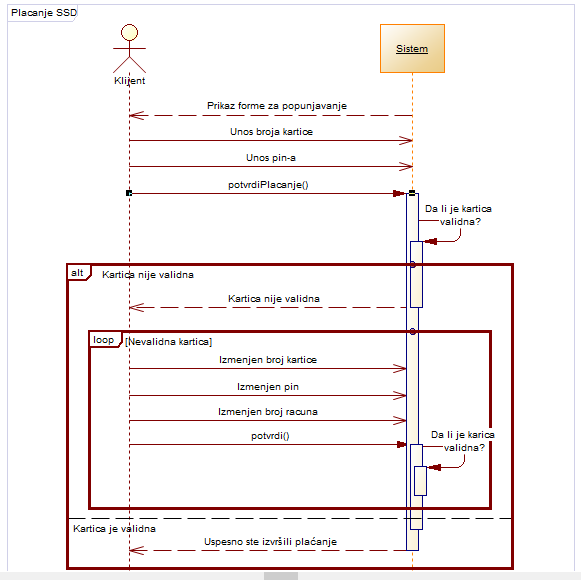 Placanje SSD
Sistem
Klijent
Prikaz forme za popunjavanje
Unos broja kartice
Unos pin-a
potvrdiPlacanje()
Da li je kartica
validna?
alt
Kartica nije validna
Kartica nije validna
loop
[Nevalidna kartica]
Izmenjen broj kartice
Izmenjen pin
Izmenjen broj racuna
potvrdi()
Da li je karica
validna?
Kartica je validna
Uspesno ste izvršili plaćanje